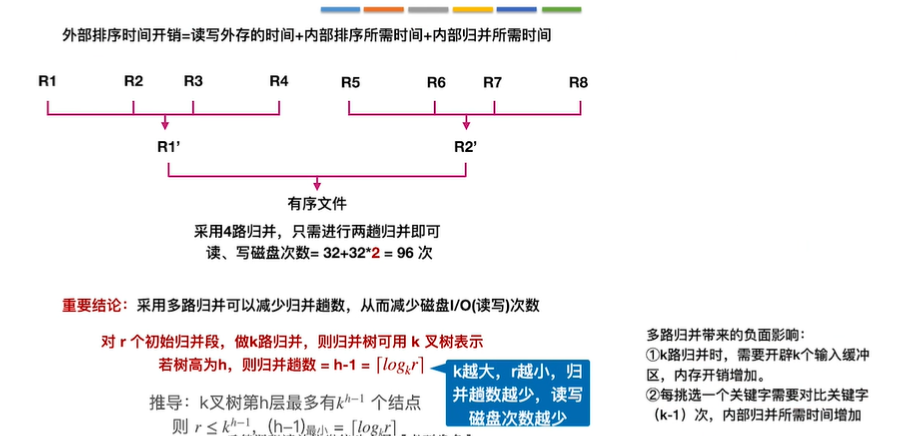 外部排序时间开销=读写外存的时间+内部排序所需时间+内部归并所需时间
R1 R2 R3 R4 R5 R6 R7 R8
R1’ R2’
有序文件
采用4路归并，只需进行两趟归并即可
读、写磁盘次数= 32+32*2 = 96 次
重要结论：采用多路归并可以减少归并趟数，从而减少磁盘I/O(读写)次数
对 r 个初始归并段，做k路归并，则归并树可用 k 叉树表示
若树高为h，则归并趟数 = h-1 = ⌈log_k r⌉
k越大，r越小，归
并趟数越少，读写
磁盘次数越少
推导：k叉树第h层最多有k^{h−1} 个结点
则 r ≤ k^{h−1}, (h−1)最小 = ⌈log_k r⌉
多路归并带来的负面影响：
①k路归并时，需要开辟k个输入缓冲
区，内存开销增加。
②每挑选一个关键字需要对比关键字
（k-1）次，内部归并所需时间增加